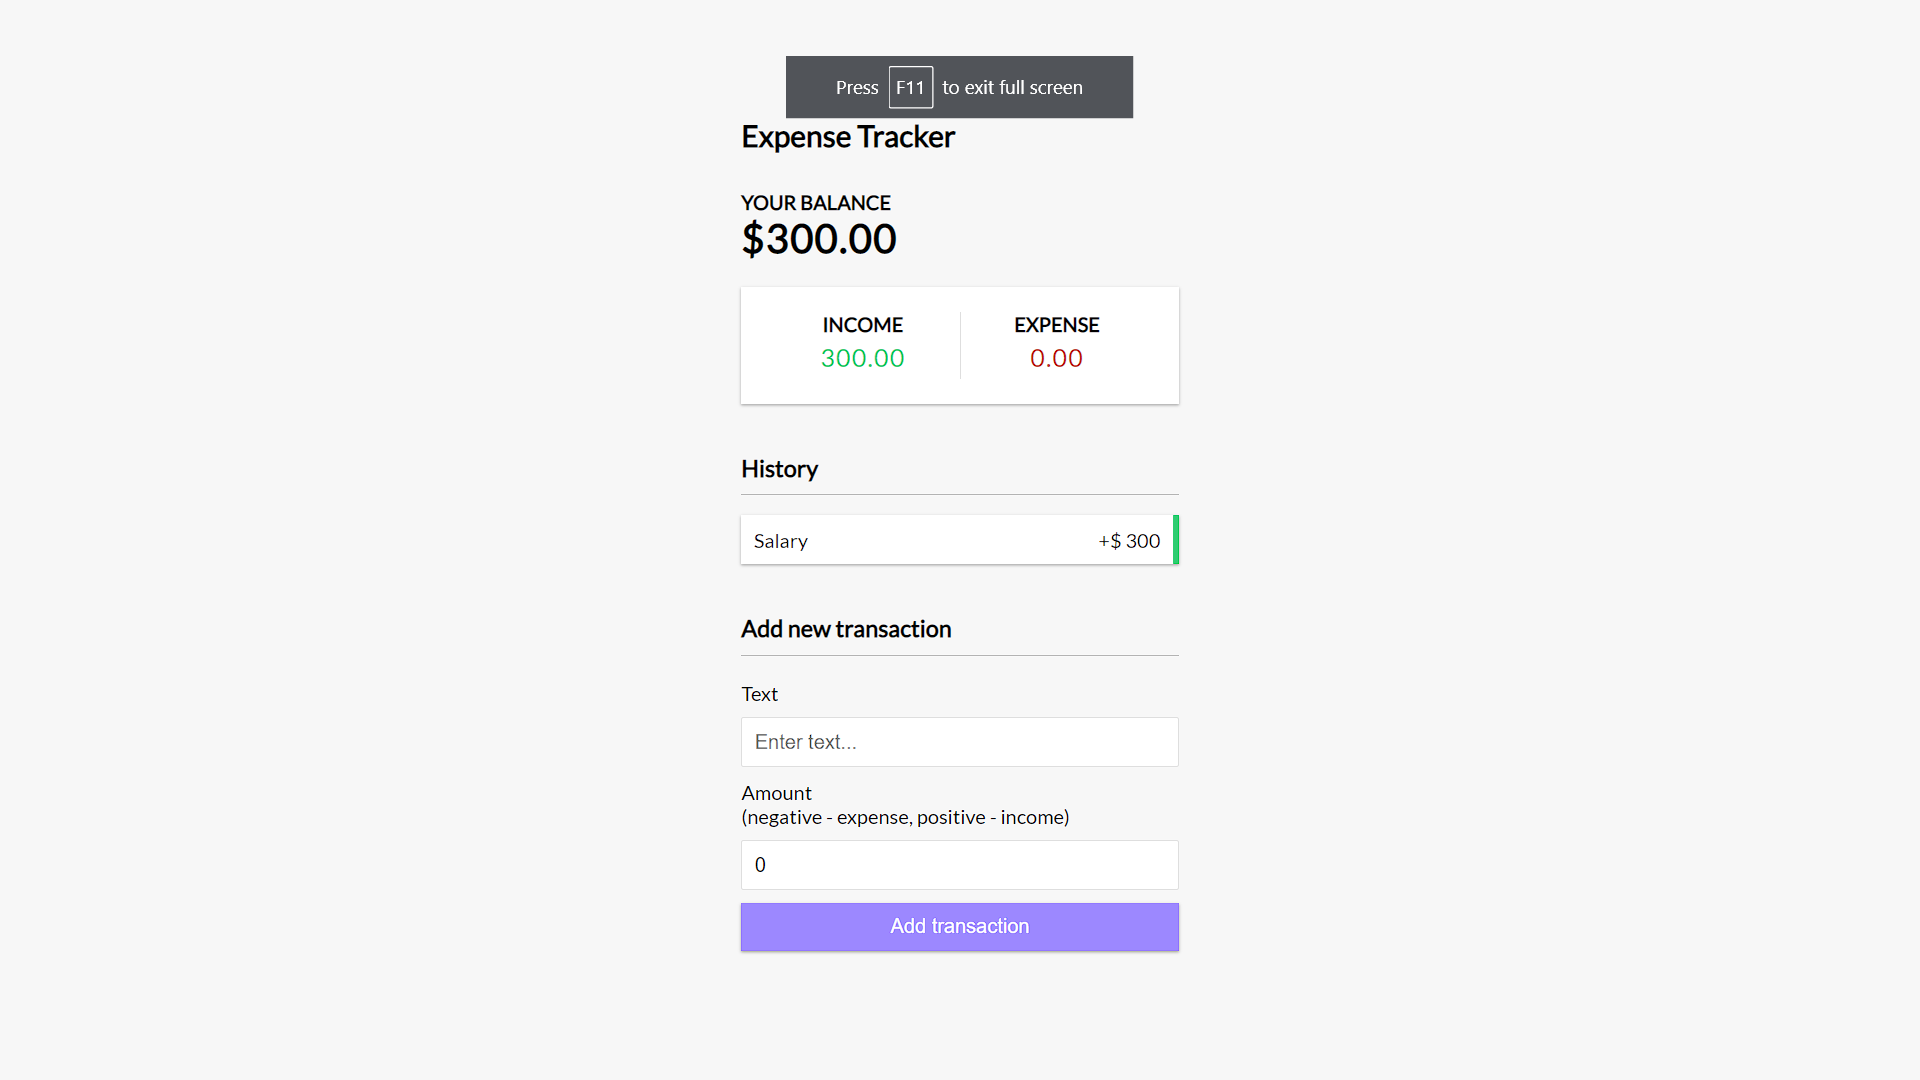 Press F11 to exit full screen
Expense Tracker
YOUR BALANCE
$300.00
INCOME
300.00
EXPENSE
0.00
History
Salary +$ 300
Add new transaction
Text
Enter text...
Amount
(negative - expense, positive - income)
0
Add transaction